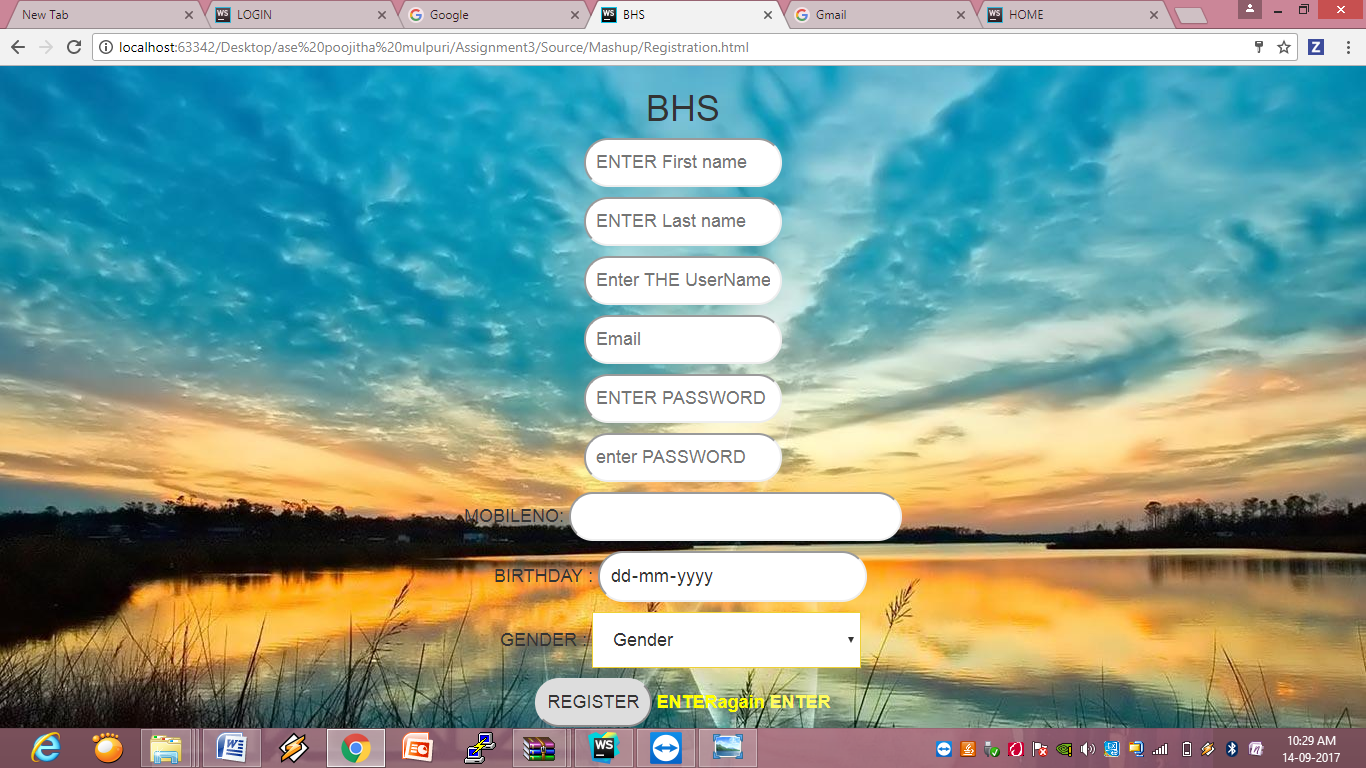 New Tab
LOGIN
Google
BHS
Gmail
HOME
localhost:63342/Desktop/ase%20poojitha%20mulpuri/Assignment3/Source/Mashup/Registration.html
BHS
ENTER First name
ENTER Last name
Enter THE UserName
Email
ENTER PASSWORD
enter PASSWORD
MOBILENO:
BIRTHDAY : dd-mm-yyyy
GENDER : Gender
REGISTER ENTERagain ENTER
10:29 AM
14-09-2017